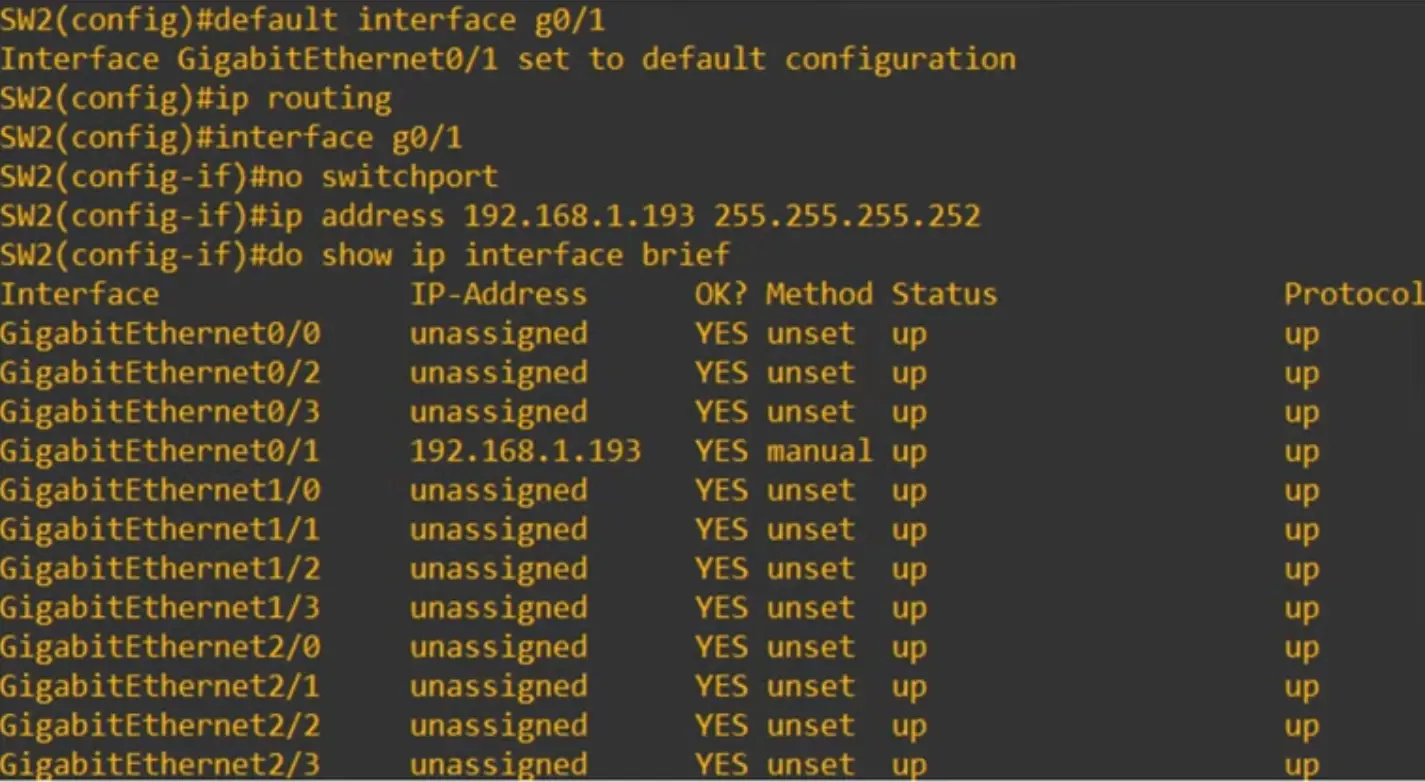 SW2(config)#default interface g0/1
Interface GigabitEthernet0/1 set to default configuration
SW2(config)#ip routing
SW2(config)#interface g0/1
SW2(config-if)#no switchport
SW2(config-if)#ip address 192.168.1.193 255.255.255.252
SW2(config-if)#do show ip interface brief
Interface IP-Address OK? Method Status Protocol
GigabitEthernet0/0 unassigned YES unset up up
GigabitEthernet0/2 unassigned YES unset up up
GigabitEthernet0/3 unassigned YES unset up up
GigabitEthernet0/1 192.168.1.193 YES manual up up
GigabitEthernet1/0 unassigned YES unset up up
GigabitEthernet1/1 unassigned YES unset up up
GigabitEthernet1/2 unassigned YES unset up up
GigabitEthernet1/3 unassigned YES unset up up
GigabitEthernet2/0 unassigned YES unset up up
GigabitEthernet2/1 unassigned YES unset up up
GigabitEthernet2/2 unassigned YES unset up up
GigabitEthernet2/3 unassigned YES unset up up